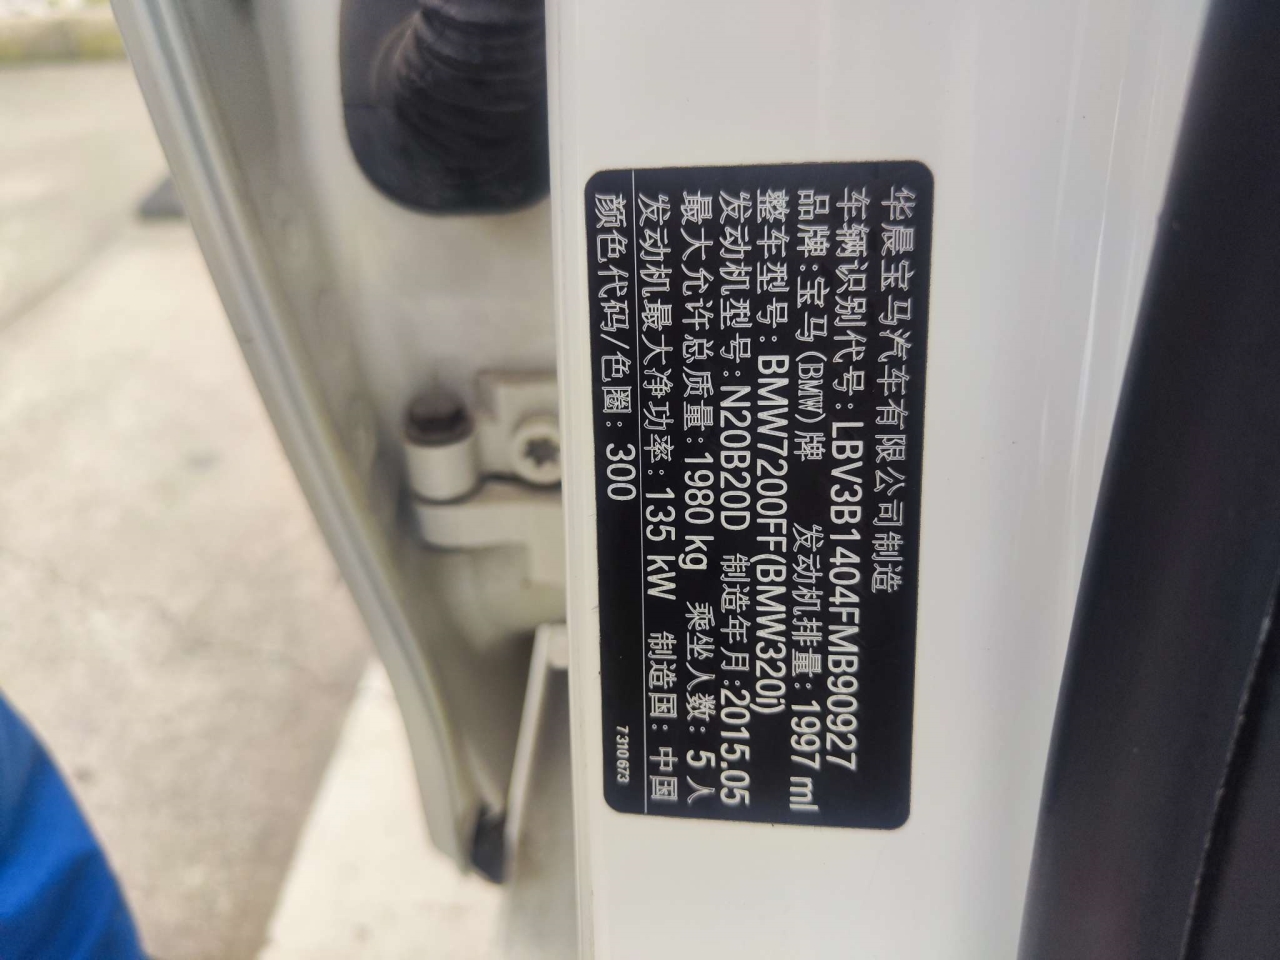 华晨宝马汽车有限公司制造
车辆识别代号:LBV3B1404FMB90927
品牌:宝马(BMW)牌 发动机排量:1997 ml
整车型号:BMW7200FF(BMW320i)
发动机型号:N20B20D 制造年月:2015.05
最大允许总质量:1980 kg 乘坐人数:5人
发动机最大净功率:135 kW 制造国:中国
颜色代码/色圈:300
7310673